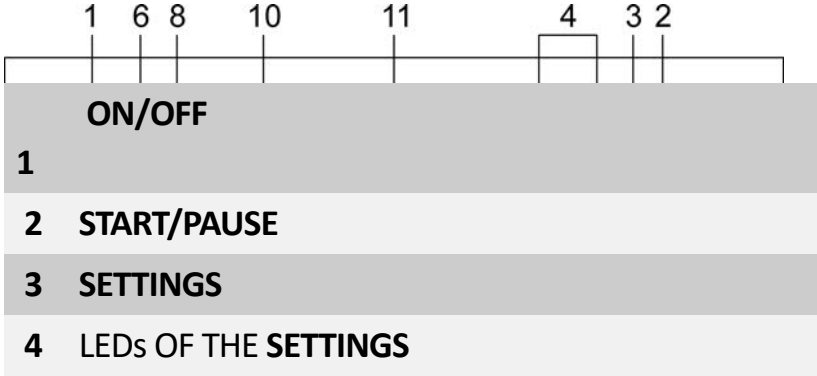 1 6 8 10 11 4 3 2
ON/OFF
1
2 START/PAUSE
3 SETTINGS
4 LEDs OF THE SETTINGS